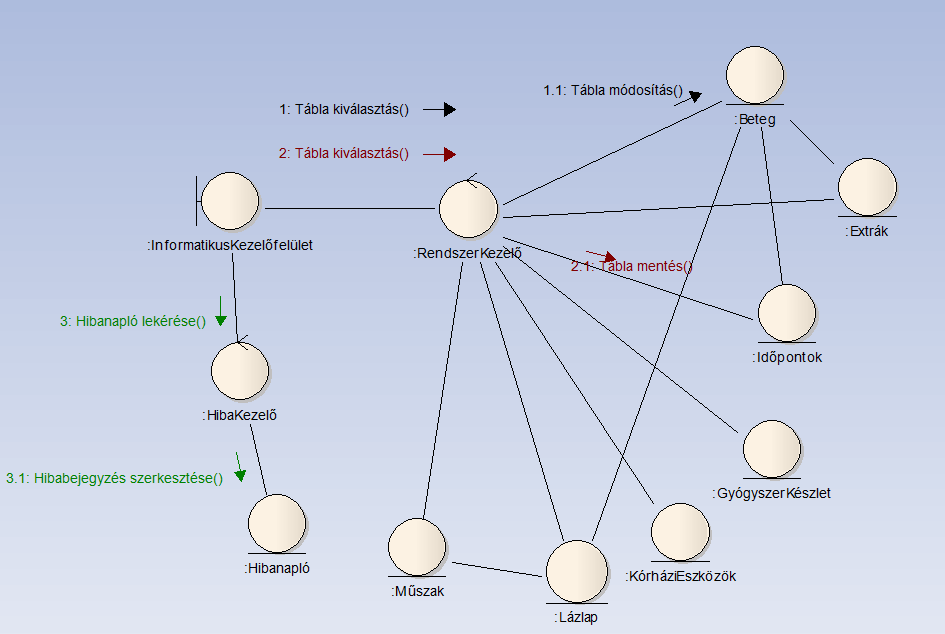 1.1: Tábla módosítás()
1: Tábla kiválasztás()
:Beteg
2: Tábla kiválasztás()
:Extrák
:InformatikusKezelőfelület
:RendszerKezelő
2.1: Tábla mentés()
3: Hibanapló lekérése()
:Időpontok
:HibaKezelő
3.1: Hibabejegyzés szerkesztése()
:GyógyszerKészlet
:Hibanapló
:KórháziEszközök
:Műszak
:Lázlap